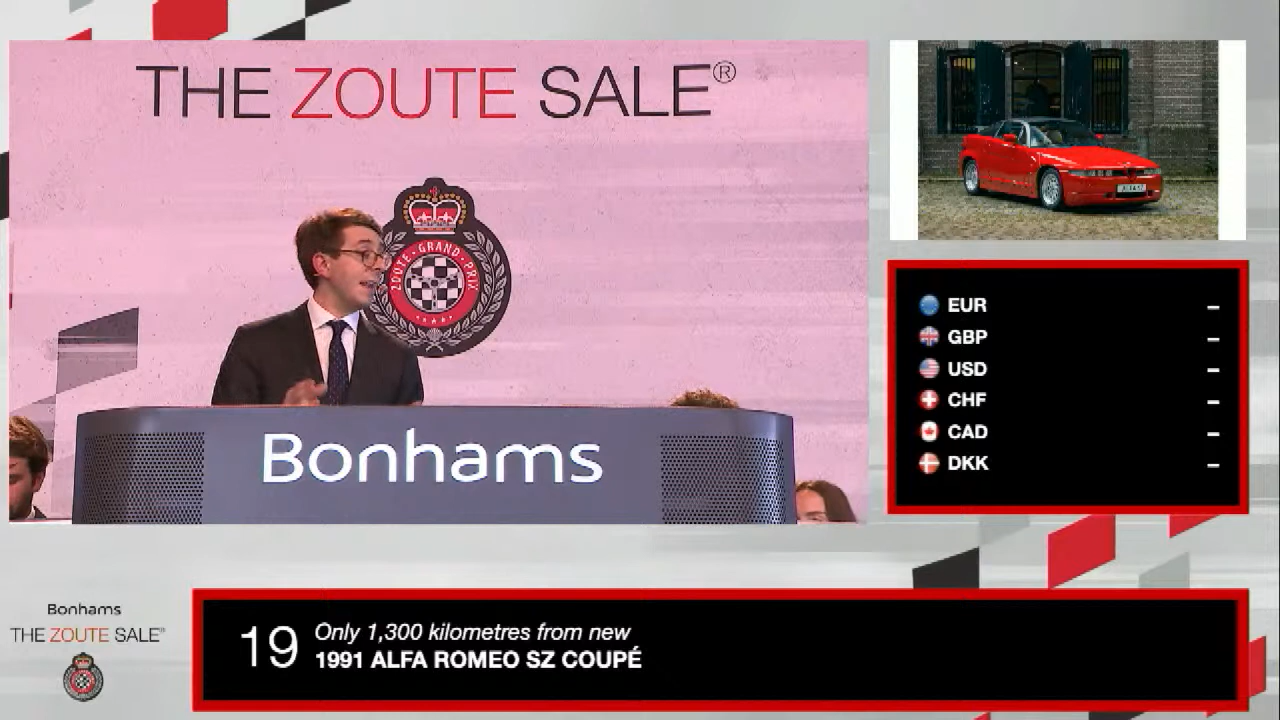 THE ZOUTE SALE®
ZOUTE · GRAND · PRIX
Bonhams
EUR –
GBP –
USD –
CHF –
CAD –
DKK –
Bonhams
THE ZOUTE SALE®
19
Only 1,300 kilometres from new
1991 ALFA ROMEO SZ COUPÉ